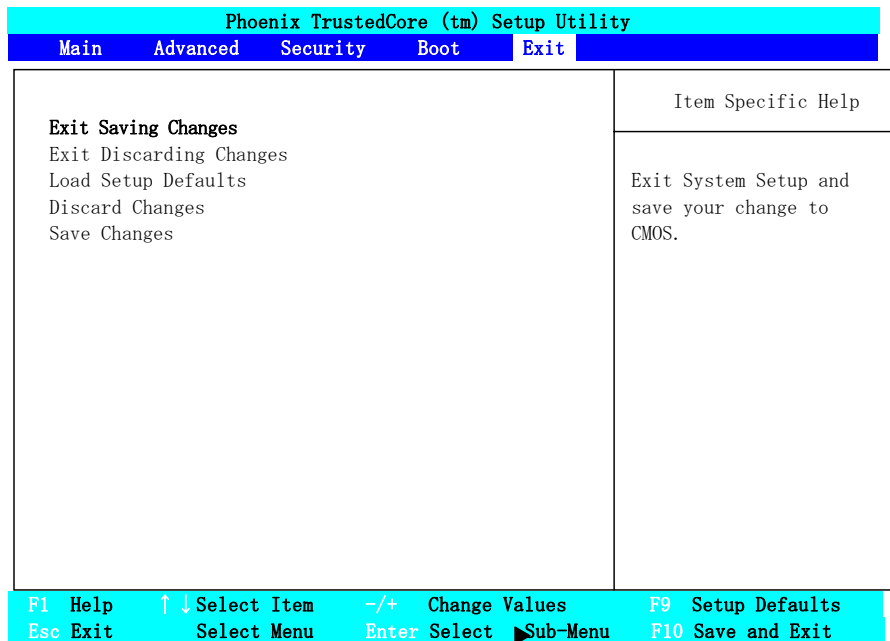 Phoenix TrustedCore (tm) Setup Utility
Main Advanced Security Boot Exit
Item Specific Help
Exit Saving Changes
Exit Discarding Changes
Load Setup Defaults
Discard Changes
Save Changes
Exit System Setup and
save your change to
CMOS.
F1 Help ↑↓Select Item -/+ Change Values F9 Setup Defaults
Esc Exit Select Menu Enter Select ▶Sub-Menu F10 Save and Exit